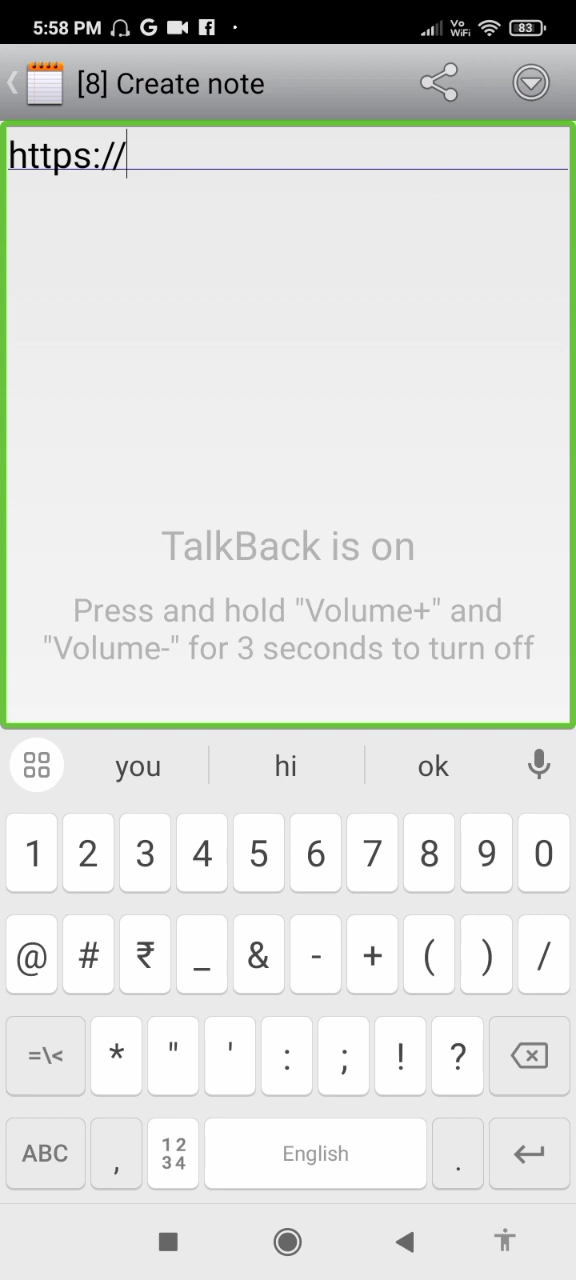 5:58 PM G Vo WiFi 83
[8] Create note
https://
TalkBack is on
Press and hold "Volume+" and
"Volume-" for 3 seconds to turn off
you hi ok
1 2 3 4 5 6 7 8 9 0
@ # ₹ _ & - + ( ) /
=\< * " ' : ; ! ?
ABC , 12 34 English .